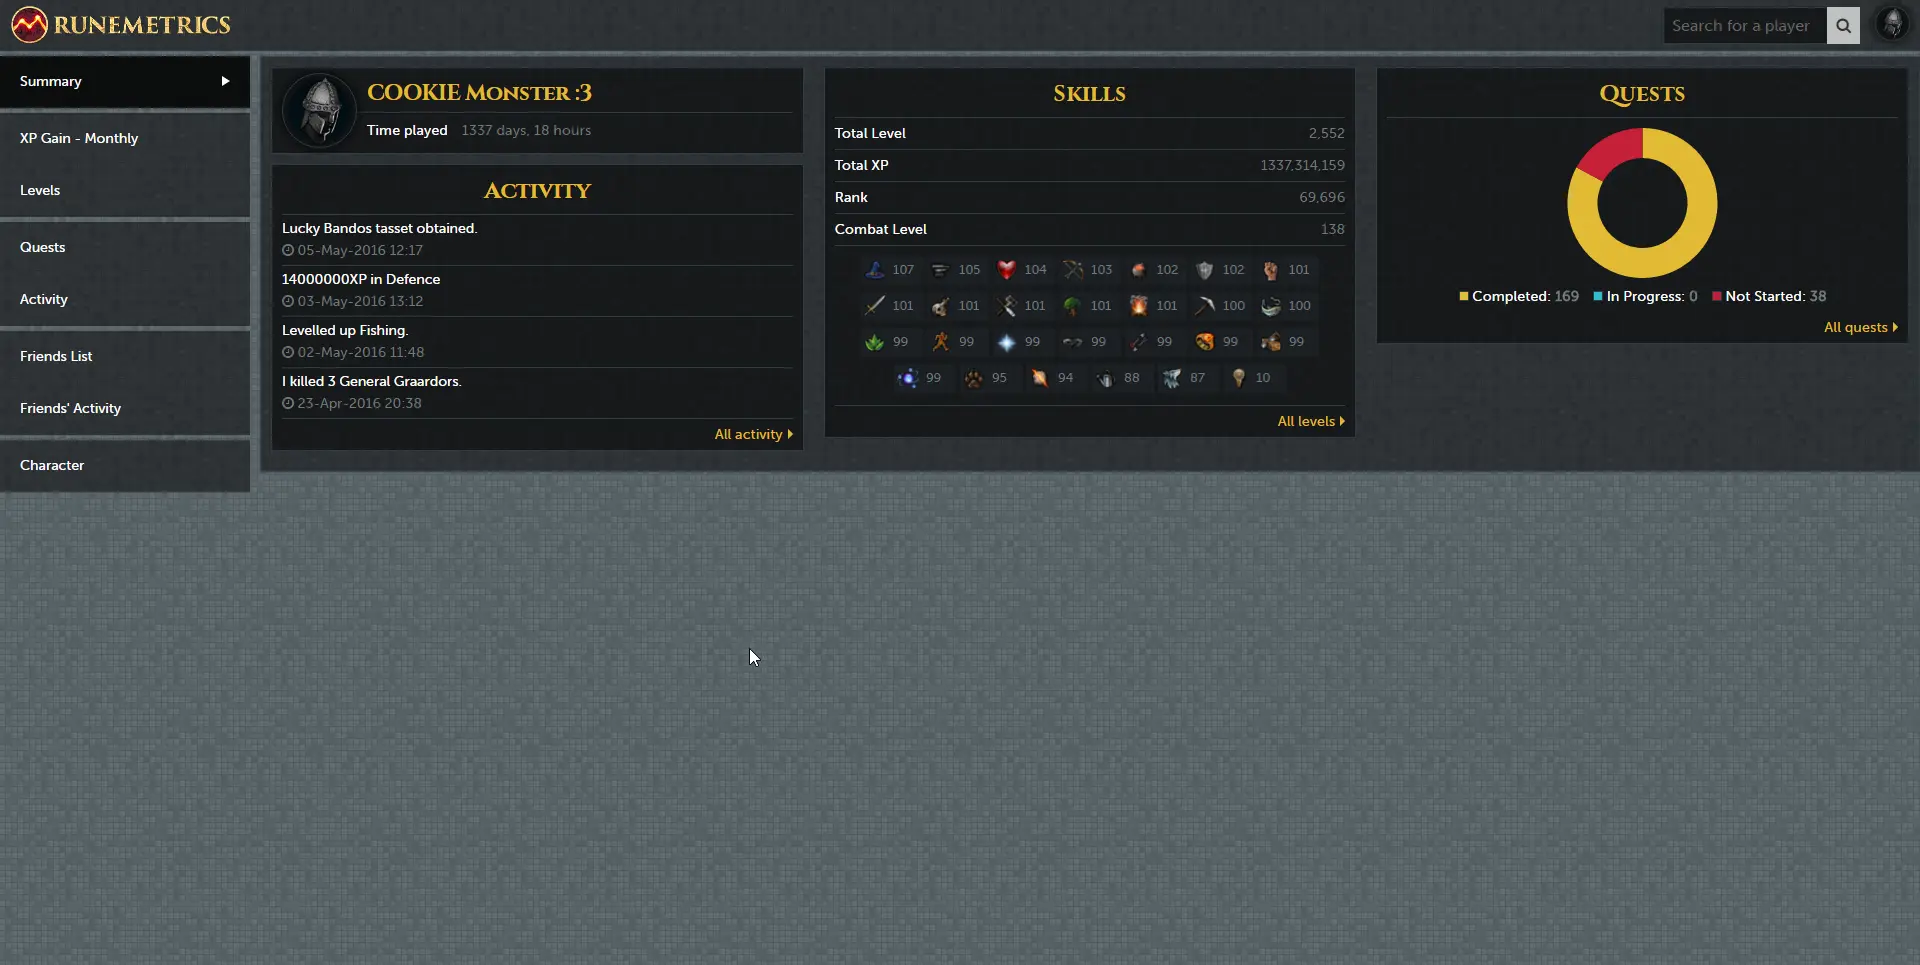 RUNEMETRICS
Search for a player
Summary
XP Gain - Monthly
Levels
Quests
Activity
Friends List
Friends' Activity
Character
COOKIE Monster :3
Time played 1337 days, 18 hours
Activity
Lucky Bandos tasset obtained.
05-May-2016 12:17
14000000XP in Defence
03-May-2016 13:12
Levelled up Fishing.
02-May-2016 11:48
I killed 3 General Graardors.
23-Apr-2016 20:38
All activity
Skills
Total Level 2,552
Total XP 1337,314,159
Rank 69,696
Combat Level 138
107 105 104 103 102 102 101
101 101 101 101 101 100 100
99 99 99 99 99 99 99
99 95 94 88 87 10
All levels
Quests
Completed: 169 In Progress: 0 Not Started: 38
All quests